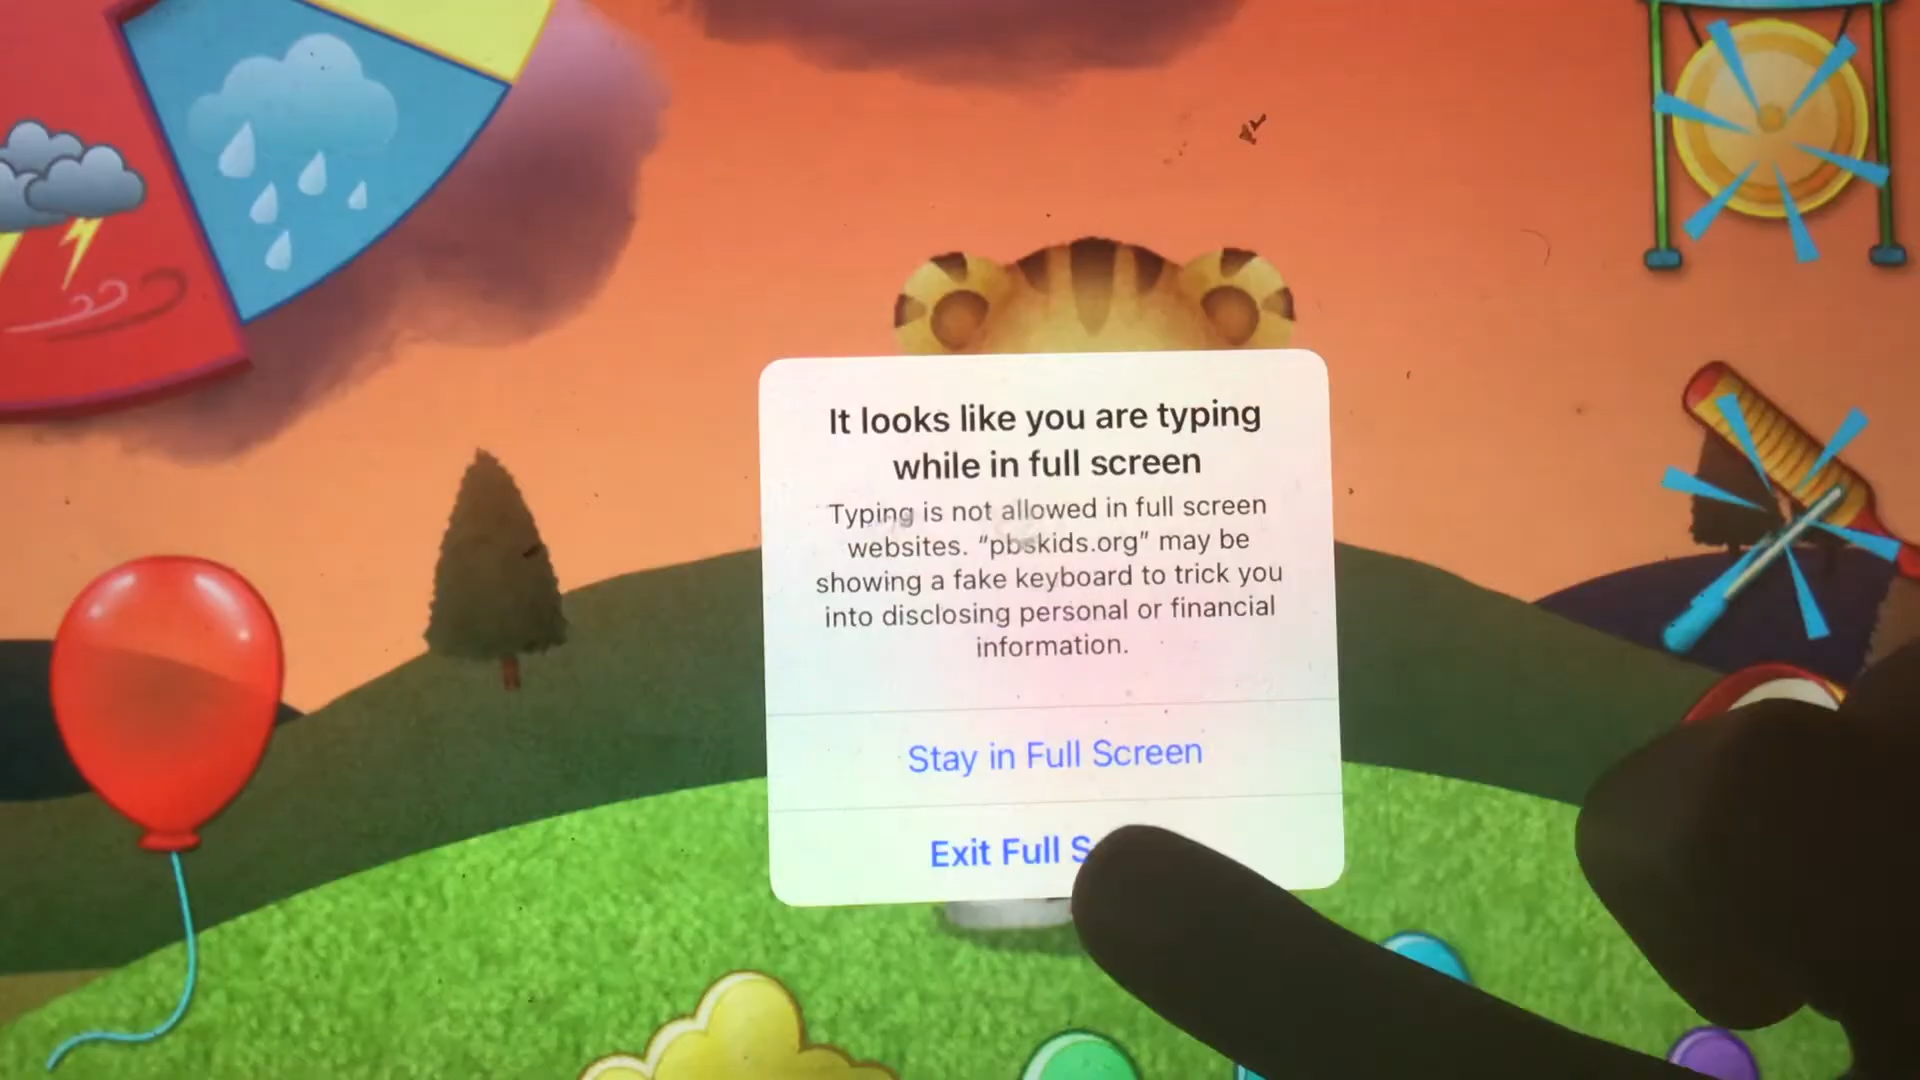 It looks like you are typing
while in full screen
Typing is not allowed in full screen
websites. “pbskids.org” may be
showing a fake keyboard to trick you
into disclosing personal or financial
information.
Stay in Full Screen
Exit Full